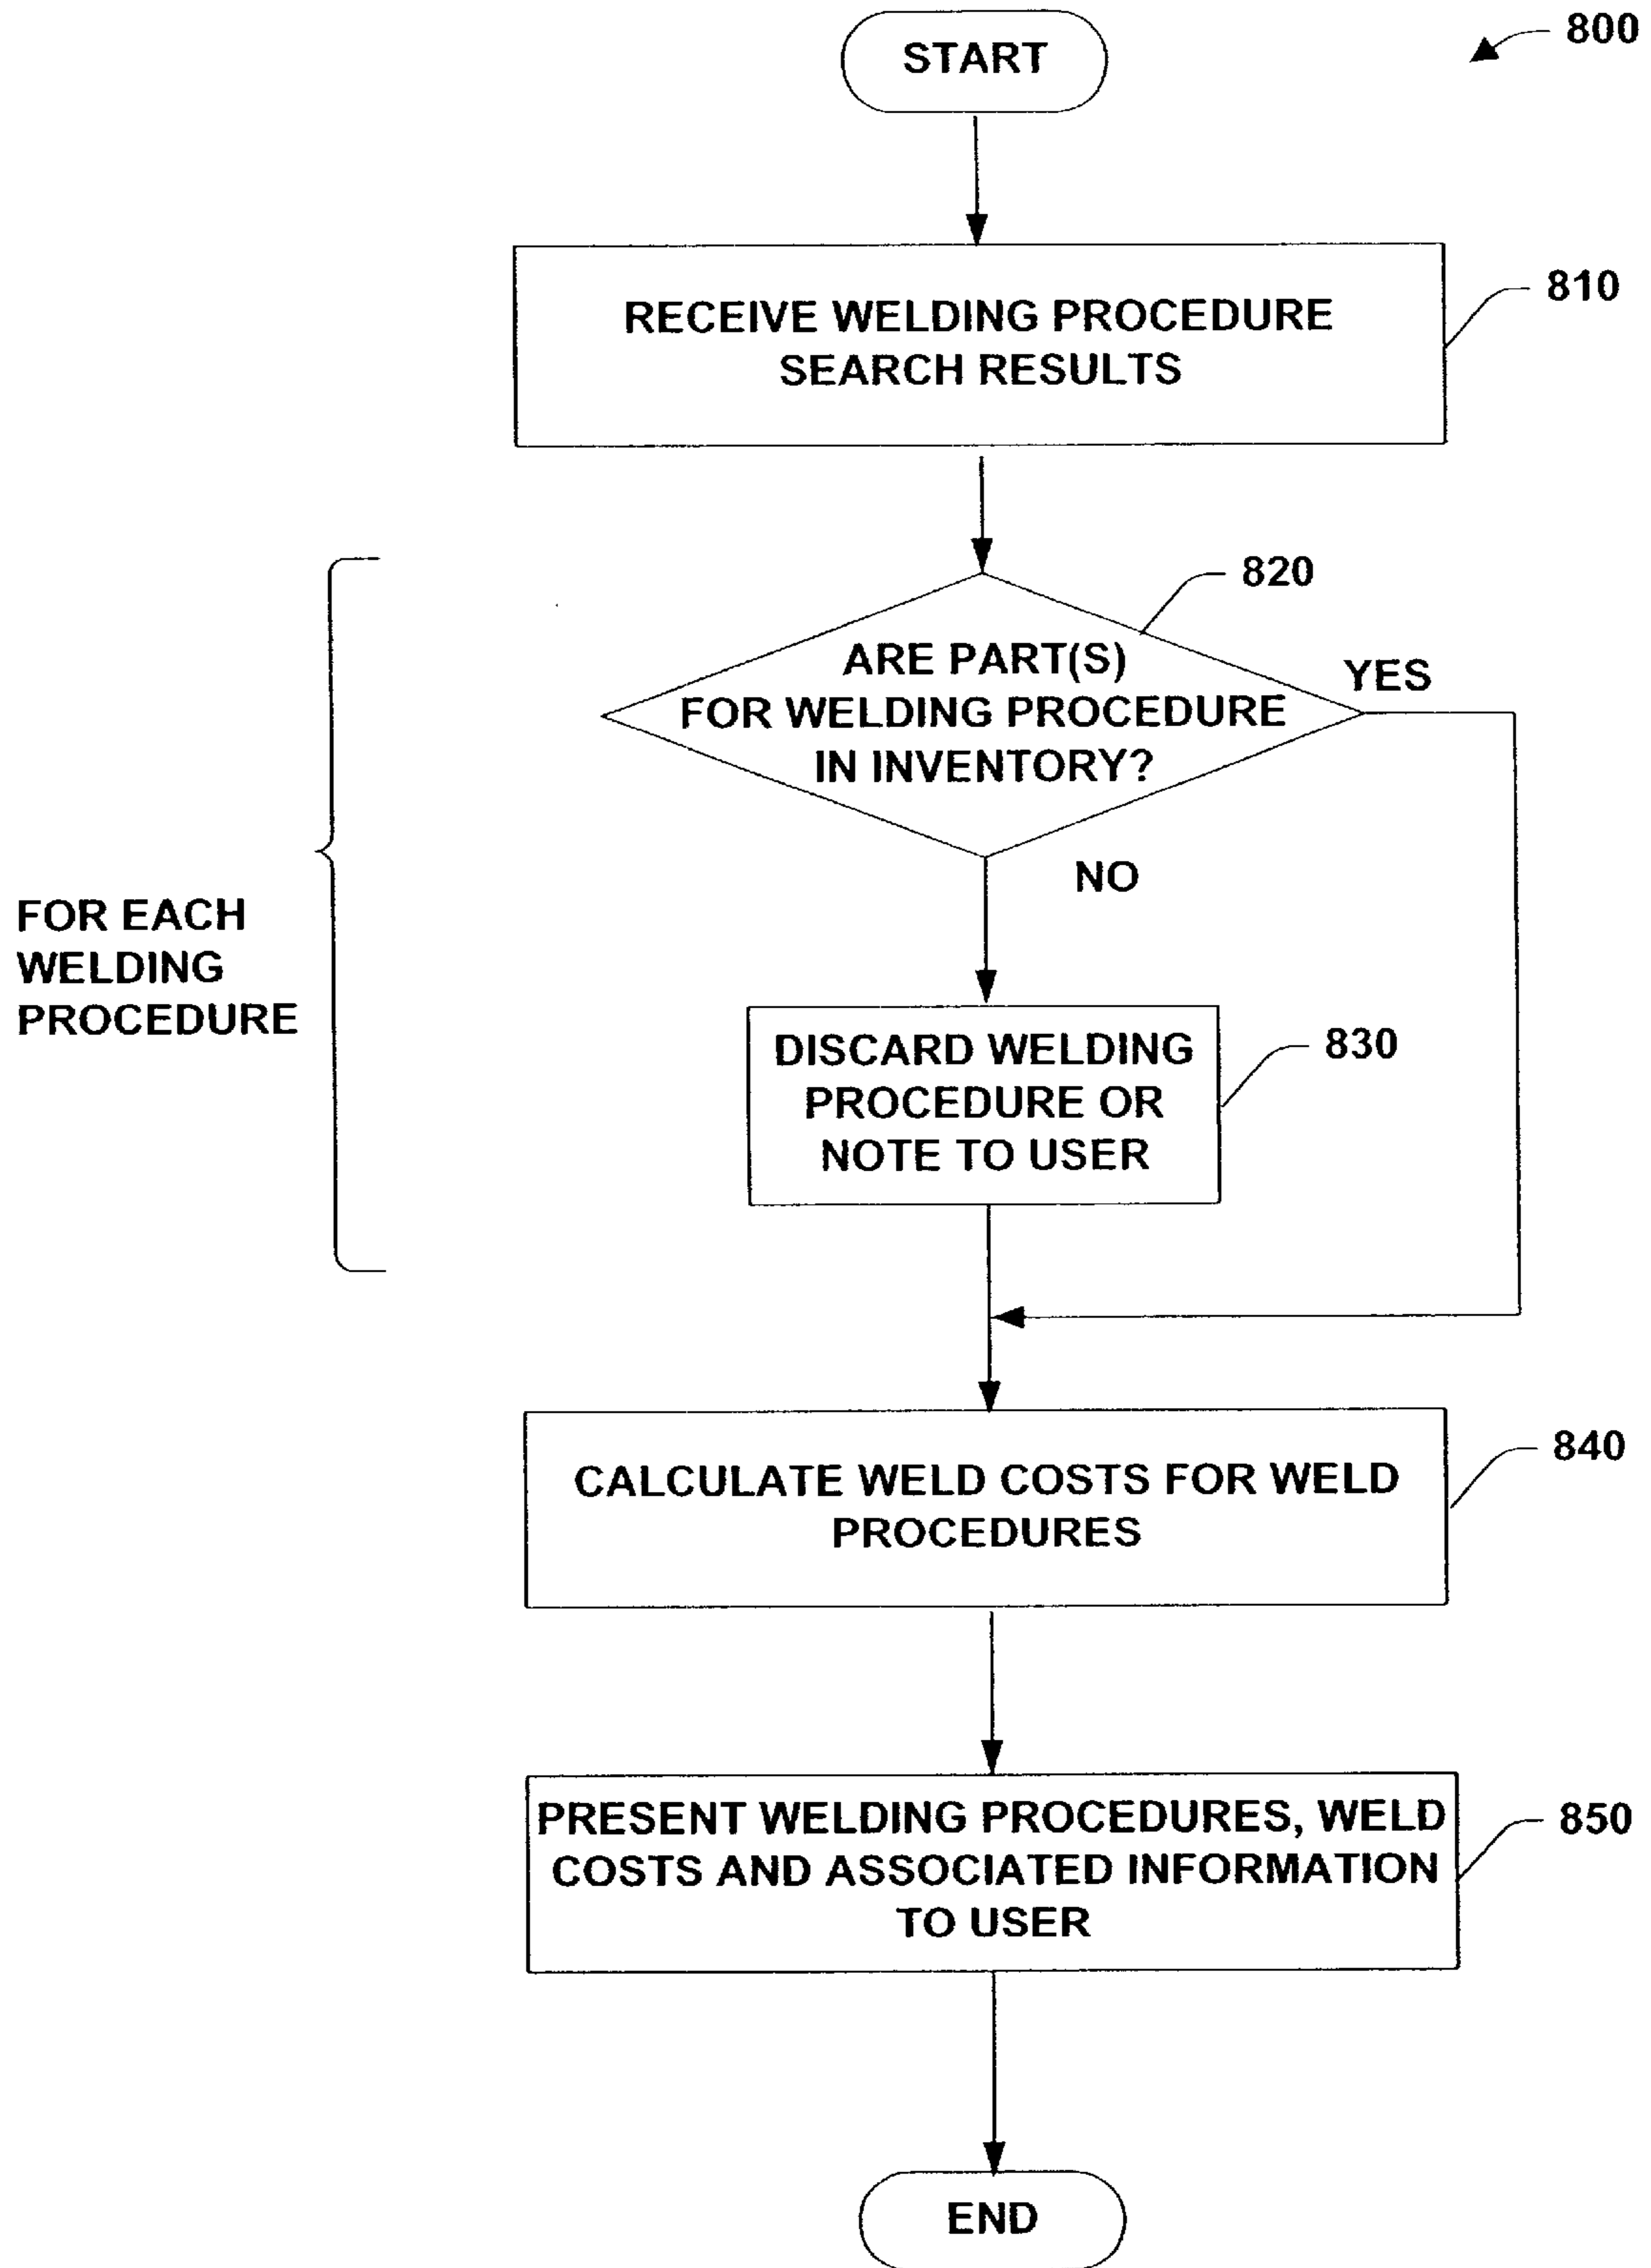 START
800
RECEIVE WELDING PROCEDURE
SEARCH RESULTS
810
820
ARE PART(S)
FOR WELDING PROCEDURE
IN INVENTORY?
YES
NO
FOR EACH
WELDING
PROCEDURE
DISCARD WELDING
PROCEDURE OR
NOTE TO USER
830
CALCULATE WELD COSTS FOR WELD
PROCEDURES
840
PRESENT WELDING PROCEDURES, WELD
COSTS AND ASSOCIATED INFORMATION
TO USER
850
END